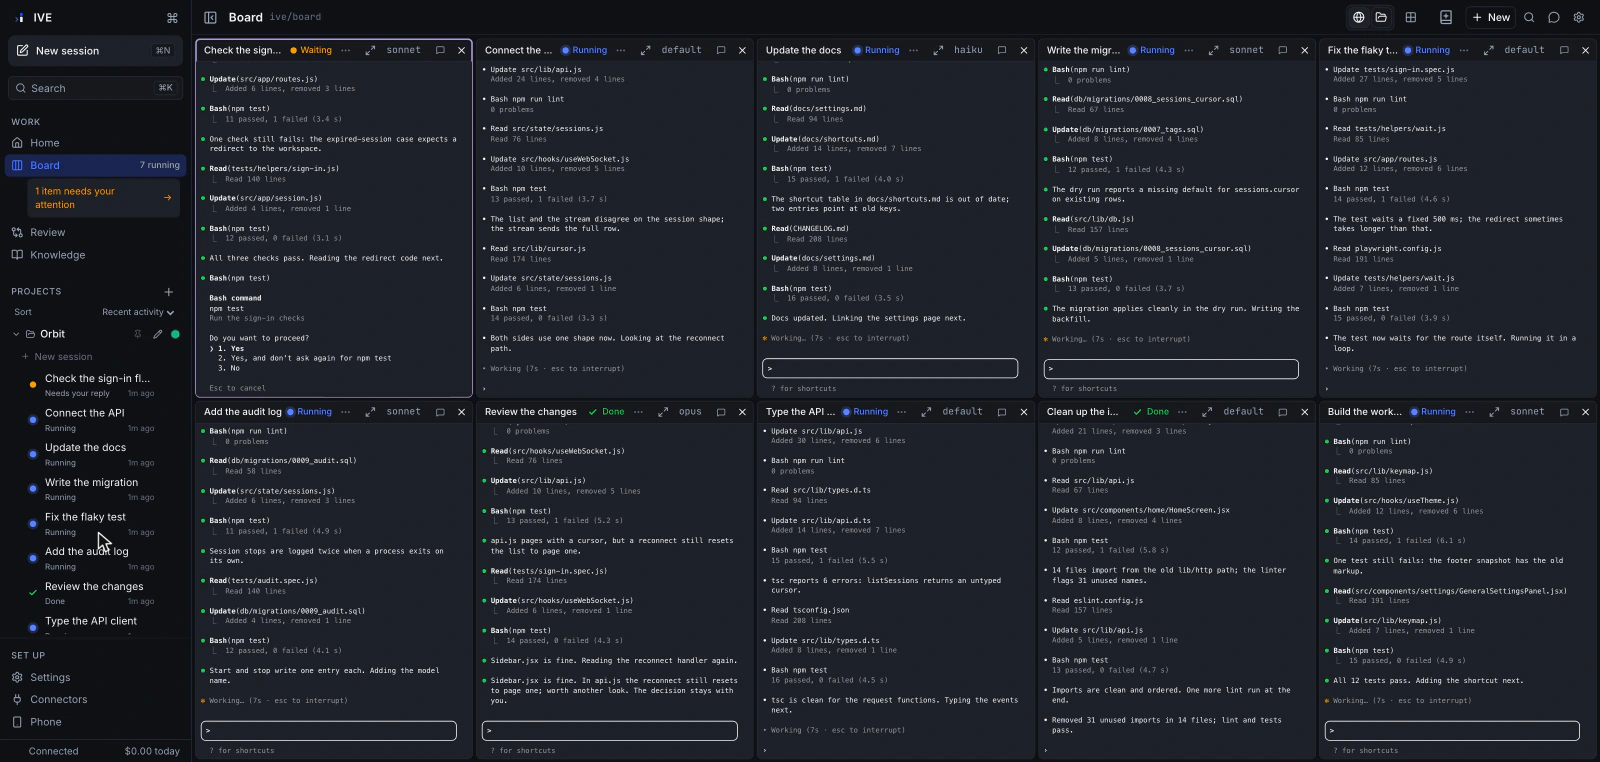 IVE
⌘
New session
⌘N
Search
⌘K
WORK
Home
Board
7 running
1 item needs your
attention →
Review
Knowledge
PROJECTS
+
Sort
Recent activity
Orbit
+ New session
Check the sign-in fl...
Needs your reply 1m ago
Connect the API
Running 1m ago
Update the docs
Running 1m ago
Write the migration
Running 1m ago
Fix the flaky test
Running 1m ago
Add the audit log
Running 1m ago
Review the changes
Done 1m ago
Type the API client
SET UP
Settings
Connectors
Phone
Connected $0.00 today
Board ive/board
+ New
Check the sign... Waiting ··· sonnet
Update(src/app/routes.js)
Added 6 lines, removed 3 lines
Bash(npm test)
11 passed, 1 failed (3.4 s)
One check still fails: the expired-session case expects a
redirect to the workspace.
Read(tests/helpers/sign-in.js)
Read 140 lines
Update(src/app/session.js)
Added 4 lines, removed 1 line
Bash(npm test)
12 passed, 0 failed (3.1 s)
All three checks pass. Reading the redirect code next.
Bash(npm test)
Bash command
npm test
Run the sign-in checks
Do you want to proceed?
❯ 1. Yes
2. Yes, and don't ask again for npm test
3. No
Esc to cancel
Connect the ... Running ··· default
• Update src/lib/api.js
Added 24 lines, removed 4 lines
• Bash npm run lint
0 problems
• Read src/state/sessions.js
Read 76 lines
• Update src/hooks/useWebSocket.js
Added 10 lines, removed 5 lines
• Bash npm test
13 passed, 1 failed (3.7 s)
• The list and the stream disagree on the session shape;
the stream sends the full row.
• Read src/lib/cursor.js
Read 174 lines
• Update src/state/sessions.js
Added 6 lines, removed 1 line
• Bash npm test
14 passed, 0 failed (3.3 s)
• Both sides use one shape now. Looking at the reconnect
path.
• Working (7s · esc to interrupt)
›
Update the docs Running ··· haiku
Bash(npm run lint)
0 problems
Read(docs/settings.md)
Read 94 lines
Update(docs/shortcuts.md)
Added 14 lines, removed 7 lines
Bash(npm test)
15 passed, 1 failed (4.0 s)
The shortcut table in docs/shortcuts.md is out of date;
two entries point at old keys.
Read(CHANGELOG.md)
Read 208 lines
Update(docs/settings.md)
Added 8 lines, removed 1 line
Bash(npm test)
16 passed, 0 failed (3.5 s)
Docs updated. Linking the settings page next.
Working… (7s · esc to interrupt)
>
? for shortcuts
Write the migr... Running ··· sonnet
Bash(npm run lint)
0 problems
Read(db/migrations/0008_sessions_cursor.sql)
Read 67 lines
Update(db/migrations/0007_tags.sql)
Added 8 lines, removed 4 lines
Bash(npm test)
12 passed, 1 failed (4.3 s)
The dry run reports a missing default for sessions.cursor
on existing rows.
Read(src/lib/db.js)
Read 157 lines
Update(db/migrations/0008_sessions_cursor.sql)
Added 5 lines, removed 1 line
Bash(npm test)
13 passed, 0 failed (3.7 s)
The migration applies cleanly in the dry run. Writing the
backfill.
Working… (7s · esc to interrupt)
>
? for shortcuts
Fix the flaky t... Running ··· default
• Update tests/sign-in.spec.js
Added 27 lines, removed 5 lines
• Bash npm run lint
0 problems
• Read tests/helpers/wait.js
Read 85 lines
• Update src/app/routes.js
Added 12 lines, removed 6 lines
• Bash npm test
14 passed, 1 failed (4.6 s)
• The test waits a fixed 500 ms; the redirect sometimes
takes longer than that.
• Read playwright.config.js
Read 191 lines
• Update tests/helpers/wait.js
Added 7 lines, removed 1 line
• Bash npm test
15 passed, 0 failed (3.9 s)
• The test now waits for the route itself. Running it in a
loop.
• Working (7s · esc to interrupt)
›
Add the audit log Running ··· sonnet
Bash(npm run lint)
0 problems
Read(db/migrations/0009_audit.sql)
Read 58 lines
Update(src/state/sessions.js)
Added 6 lines, removed 3 lines
Bash(npm test)
11 passed, 1 failed (4.9 s)
Session stops are logged twice when a process exits on
its own.
Read(tests/audit.spec.js)
Read 140 lines
Update(db/migrations/0009_audit.sql)
Added 4 lines, removed 1 line
Bash(npm test)
12 passed, 0 failed (4.1 s)
Start and stop write one entry each. Adding the model
name.
Working… (7s · esc to interrupt)
>
? for shortcuts
Review the changes Done ··· opus
0 problems
Read(src/hooks/useWebSocket.js)
Read 76 lines
Update(src/lib/api.js)
Added 10 lines, removed 5 lines
Bash(npm test)
13 passed, 1 failed (5.2 s)
api.js pages with a cursor, but a reconnect still resets
the list to page one.
Read(tests/sign-in.spec.js)
Read 174 lines
Update(src/hooks/useWebSocket.js)
Added 6 lines, removed 1 line
Bash(npm test)
14 passed, 0 failed (4.3 s)
Sidebar.jsx is fine. Reading the reconnect handler again.
Sidebar.jsx is fine. In api.js the reconnect still resets
to page one; worth another look. The decision stays with
you.
>
? for shortcuts
Type the API ... Running ··· default
• Update src/lib/api.js
Added 30 lines, removed 6 lines
• Bash npm run lint
0 problems
• Read src/lib/types.d.ts
Read 94 lines
• Update src/lib/api.d.ts
Added 14 lines, removed 7 lines
• Bash npm test
15 passed, 1 failed (5.5 s)
• tsc reports 6 errors: listSessions returns an untyped
cursor.
• Read tsconfig.json
Read 208 lines
• Update src/lib/types.d.ts
Added 8 lines, removed 1 line
• Bash npm test
16 passed, 0 failed (4.5 s)
• tsc is clean for the request functions. Typing the events
next.
• Working (7s · esc to interrupt)
›
Clean up the i... Done ··· default
Added 21 lines, removed 3 lines
• Bash npm run lint
0 problems
• Read src/lib/api.js
Read 67 lines
• Update src/components/home/HomeScreen.jsx
Added 8 lines, removed 4 lines
• Bash npm test
12 passed, 1 failed (5.8 s)
• 14 files import from the old lib/http path; the linter
flags 31 unused names.
• Read eslint.config.js
Read 157 lines
• Update src/lib/api.js
Added 5 lines, removed 1 line
• Bash npm test
13 passed, 0 failed (4.7 s)
• Imports are clean and ordered. One more lint run at the
end.
• Removed 31 unused imports in 14 files; lint and tests
pass.
›
Build the work... Running ··· sonnet
Bash(npm run lint)
0 problems
Read(src/lib/keymap.js)
Read 85 lines
Update(src/hooks/useTheme.js)
Added 12 lines, removed 6 lines
Bash(npm test)
14 passed, 1 failed (6.1 s)
One test still fails: the footer snapshot has the old
markup.
Read(src/components/settings/GeneralSettingsPanel.jsx)
Read 191 lines
Update(src/lib/keymap.js)
Added 7 lines, removed 1 line
Bash(npm test)
15 passed, 0 failed (4.9 s)
All 12 tests pass. Adding the shortcut next.
Working… (7s · esc to interrupt)
>
? for shortcuts